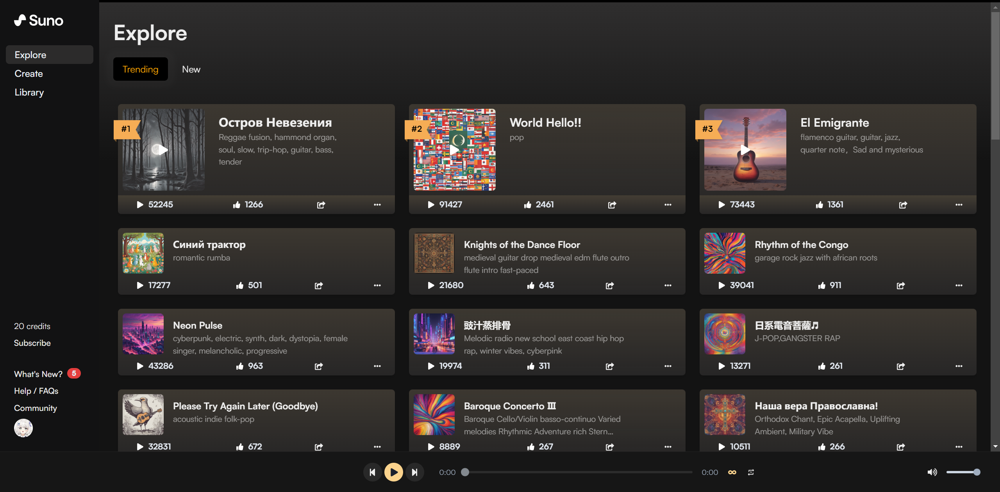 Suno
Explore
Create
Library
20 credits
Subscribe
What's New? 5
Help / FAQs
Community
Explore
Trending New
#1
Остров Невезения
Reggae fusion, hammond organ,
soul, slow, trip-hop, guitar, bass,
tender
52245 1266
#2
World Hello!!
pop
91427 2461
#3
El Emigrante
flamenco guitar, guitar, jazz,
quarter note，Sad and mysterious
73443 1361
Синий трактор
romantic rumba
17277 501
Knights of the Dance Floor
medieval guitar drop medieval edm flute outro
flute intro fast-paced
21680 643
Rhythm of the Congo
garage rock jazz with african roots
39041 911
Neon Pulse
cyberpunk, electric, synth, dark, dystopia, female
singer, melancholic, progressive
43286 963
豉汁蒸排骨
Melodic radio new school east coast hip hop
rap, winter vibes, cyberpink
19974 311
日系電音菩薩♬
J-POP,GANGSTER RAP
13271 261
Please Try Again Later (Goodbye)
acoustic indie folk-pop
32831 672
Baroque Concerto Ⅲ
Baroque Cello/Violin basso-continuo Varied
melodies Rhythmic Adventure rich Stern...
8889 267
Наша вера Православна!
Orthodox Chant, Epic Acapella, Uplifting
Ambient, Military Vibe
10511 266
0:00 0:00